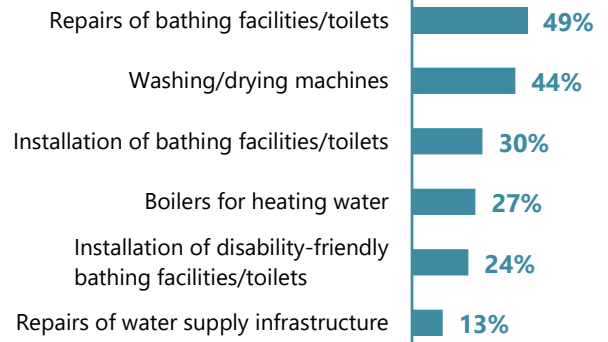 Repairs of bathing facilities/toilets 49%
Washing/drying machines 44%
Installation of bathing facilities/toilets 30%
Boilers for heating water 27%
Installation of disability-friendly
bathing facilities/toilets 24%
Repairs of water supply infrastructure 13%